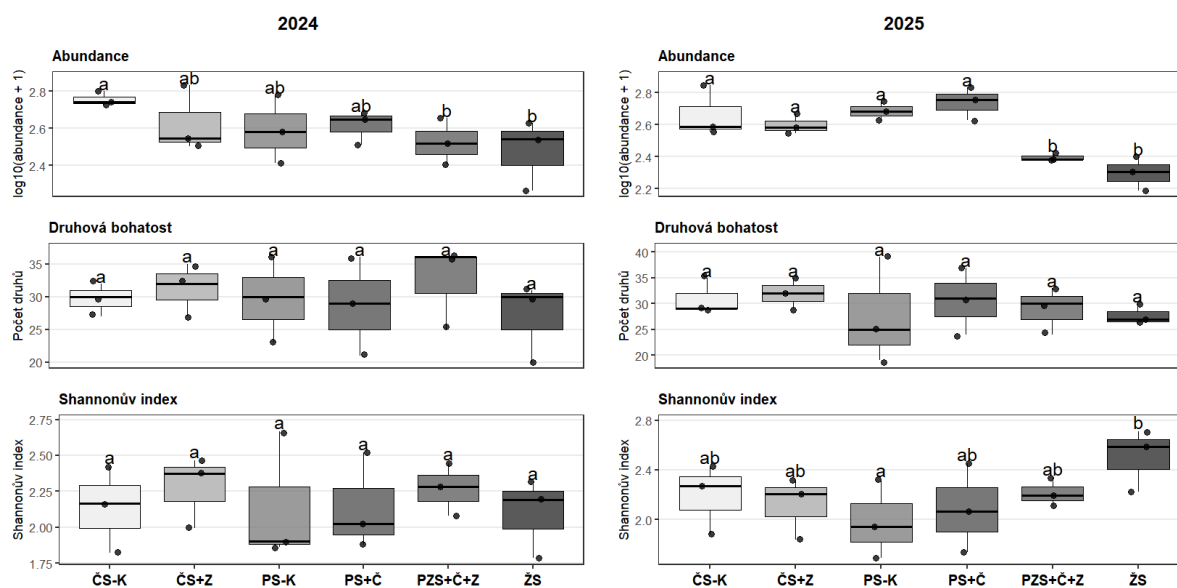 2024
2025
Abundance
log10(abundance + 1)
2.8
2.6
2.4
a
ab
ab
ab
b
b
Abundance
log10(abundance + 1)
2.8
2.6
2.4
2.2
a
a
a
a
b
b
Druhová bohatost
Počet druhů
35
30
25
20
a
a
a
a
a
a
Druhová bohatost
Počet druhů
40
35
30
25
20
a
a
a
a
a
a
Shannonův index
Shannonův index
2.75
2.50
2.25
2.00
1.75
a
a
a
a
a
a
ČS-K
ČS+Z
PS-K
PS+Č
PZS+Č+Z
ŽS
Shannonův index
Shannonův index
2.8
2.4
2.0
ab
ab
a
ab
ab
b
ČS-K
ČS+Z
PS-K
PS+Č
PZS+Č+Z
ŽS